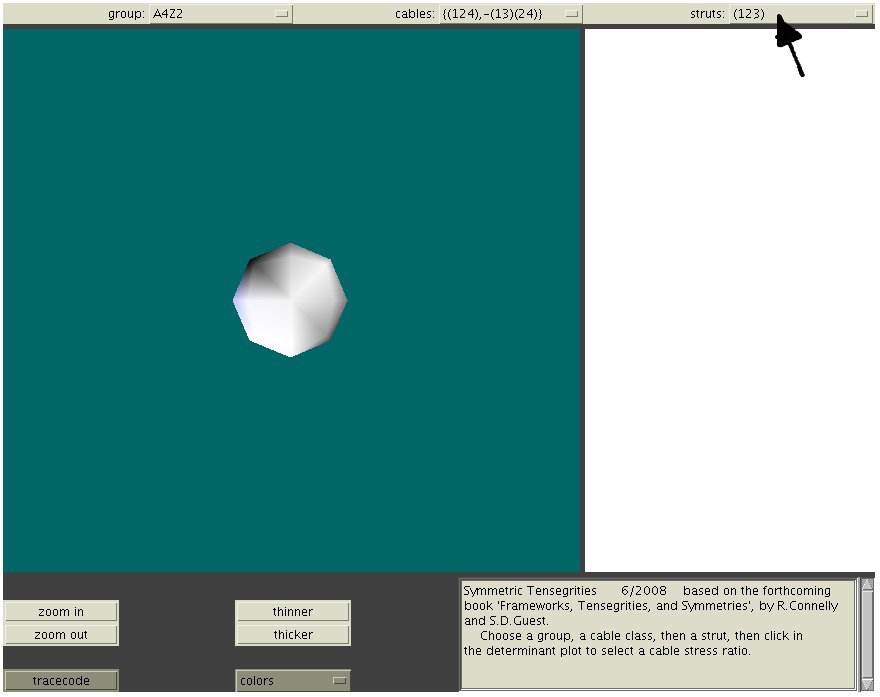 group: A4Z2 cables: {(124),-(13)(24)} struts: (123)
Symmetric Tensegrities 6/2008 based on the forthcoming
book 'Frameworks, Tensegrities, and Symmetries', by R.Connelly
and S.D.Guest.
Choose a group, a cable class, then a strut, then click in
the determinant plot to select a cable stress ratio.
zoom in
zoom out
thinner
thicker
tracecode
colors